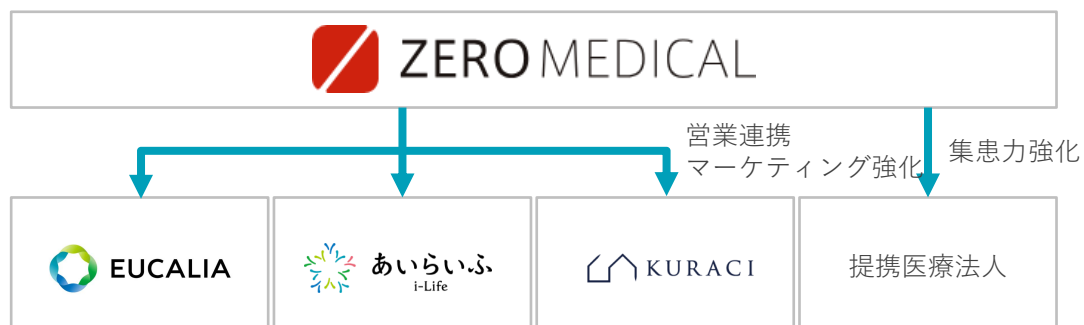 ZERO MEDICAL
営業連携
マーケティング強化
集患力強化
EUCALIA
あいらいふ
i-Life
KURACI
提携医療法人